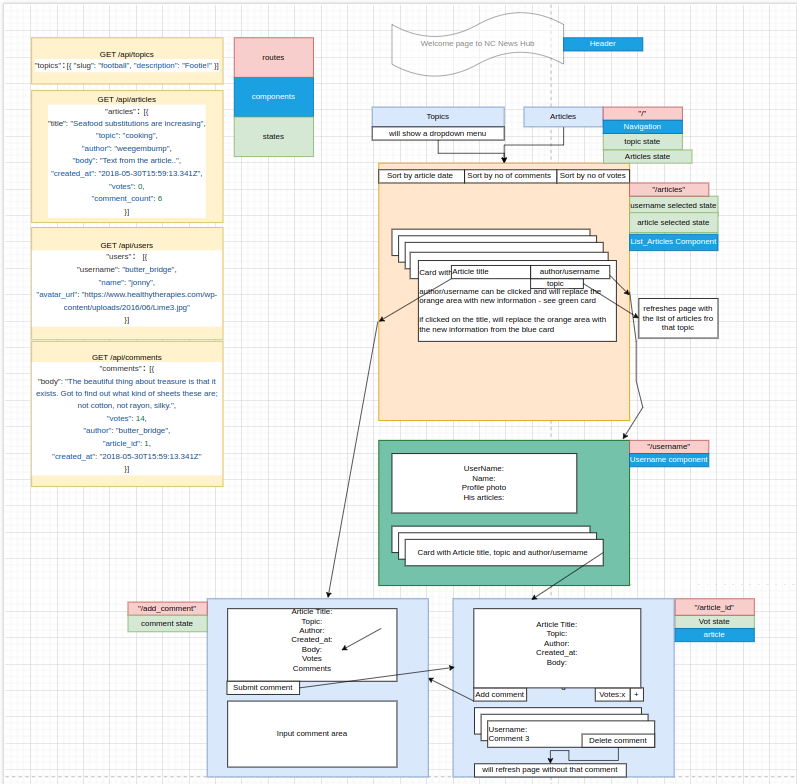 Welcome page to NC News Hub
Header
GET /api/topics
"topics": [{ "slug": "football", "description": "Footie!" }]
routes
components
states
GET /api/articles
"articles": [{
"title": "Seafood substitutions are increasing",
"topic": "cooking",
"author": "weegembump",
"body": "Text from the article..",
"created_at": "2018-05-30T15:59:13.341Z",
"votes": 0,
"comment_count": 6
}]
GET /api/users
"users": [{
"username": "butter_bridge",
"name": "jonny",
"avatar_url": "https://www.healthytherapies.com/wp-
content/uploads/2016/06/Lime3.jpg"
}]
GET /api/comments
"comments": [{
"body": "The beautiful thing about treasure is that it
exists. Got to find out what kind of sheets these are;
not cotton, not rayon, silky.",
"votes": 14,
"author": "butter_bridge",
"article_id": 1,
"created_at": "2018-05-30T15:59:13.341Z"
}]
Topics
will show a dropdown menu
Articles
"/"
Navigation
topic state
Articles state
Sort by article date
Sort by no of comments
Sort by no of votes
"/articles"
username selected state
article selected state
List_Articles Component
Card with
Article title
author/username
topic
author/username can be clicked and will replace the
orange area with new information - see green card
if clicked on the title, will replace the orange area with
the new information from the blue card
refreshes page with
the list of articles fro
that topic
"/username"
Username component
UserName:
Name:
Profile photo
His articles:
Card with Article title, topic and author/username
"/add_comment"
comment state
Article Title:
Topic:
Author:
Created_at:
Body:
Votes
Comments
Submit comment
Input comment area
"/article_id"
Vot state
article
Article Title:
Topic:
Author:
Created_at:
Body:
Add comment
Votes:x
+
Username:
Comment 3
Delete comment
will refresh page without that comment